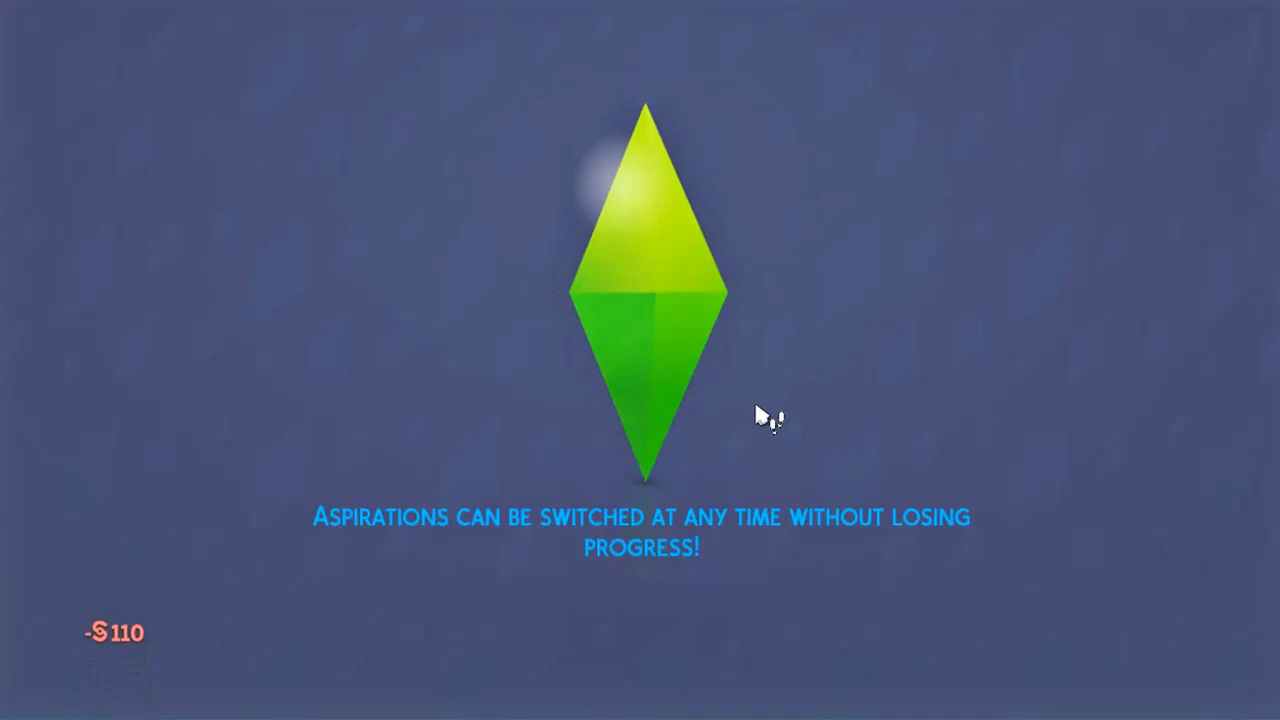 ASPIRATIONS CAN BE SWITCHED AT ANY TIME WITHOUT LOSING
PROGRESS!
-§110